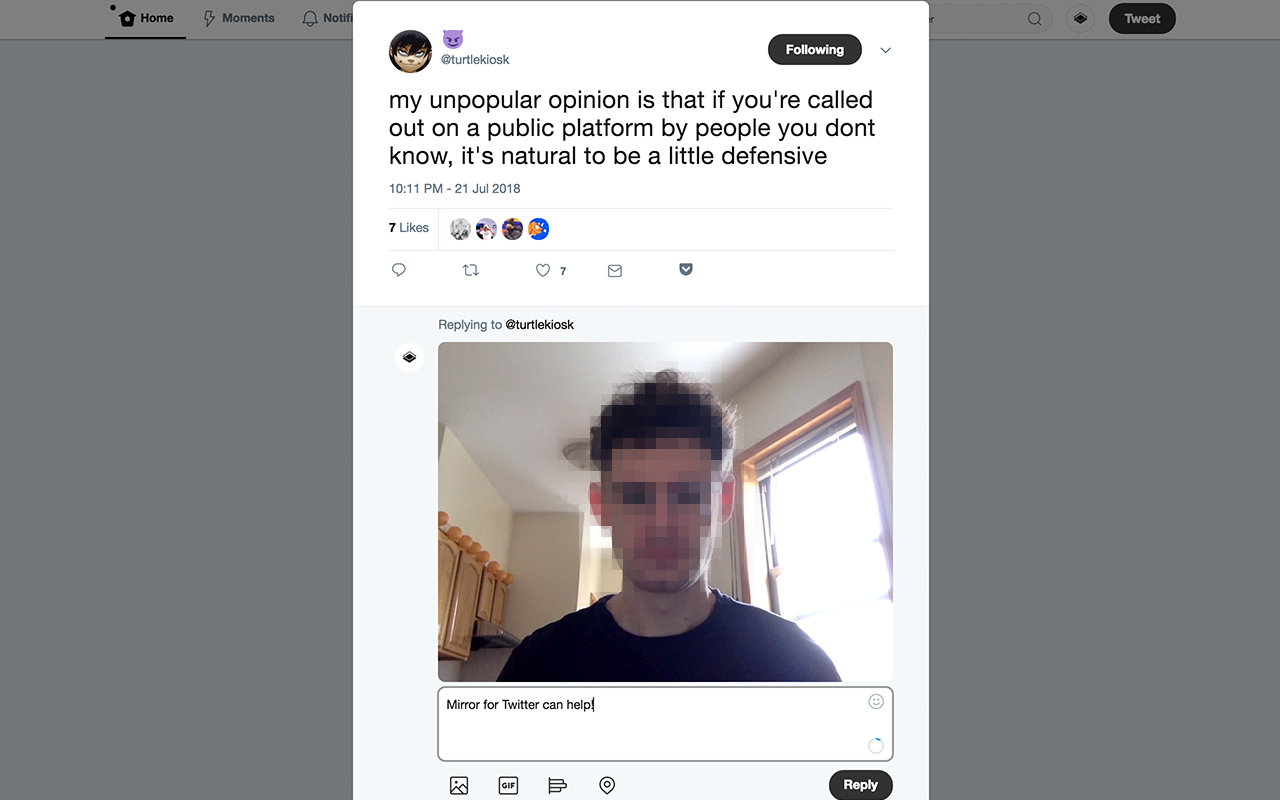 Home Moments Notifi Tweet
😈
@turtlekiosk
Following
my unpopular opinion is that if you're called
out on a public platform by people you dont
know, it's natural to be a little defensive
10:11 PM - 21 Jul 2018
7 Likes
7
Replying to @turtlekiosk
Mirror for Twitter can help!
GIF
Reply